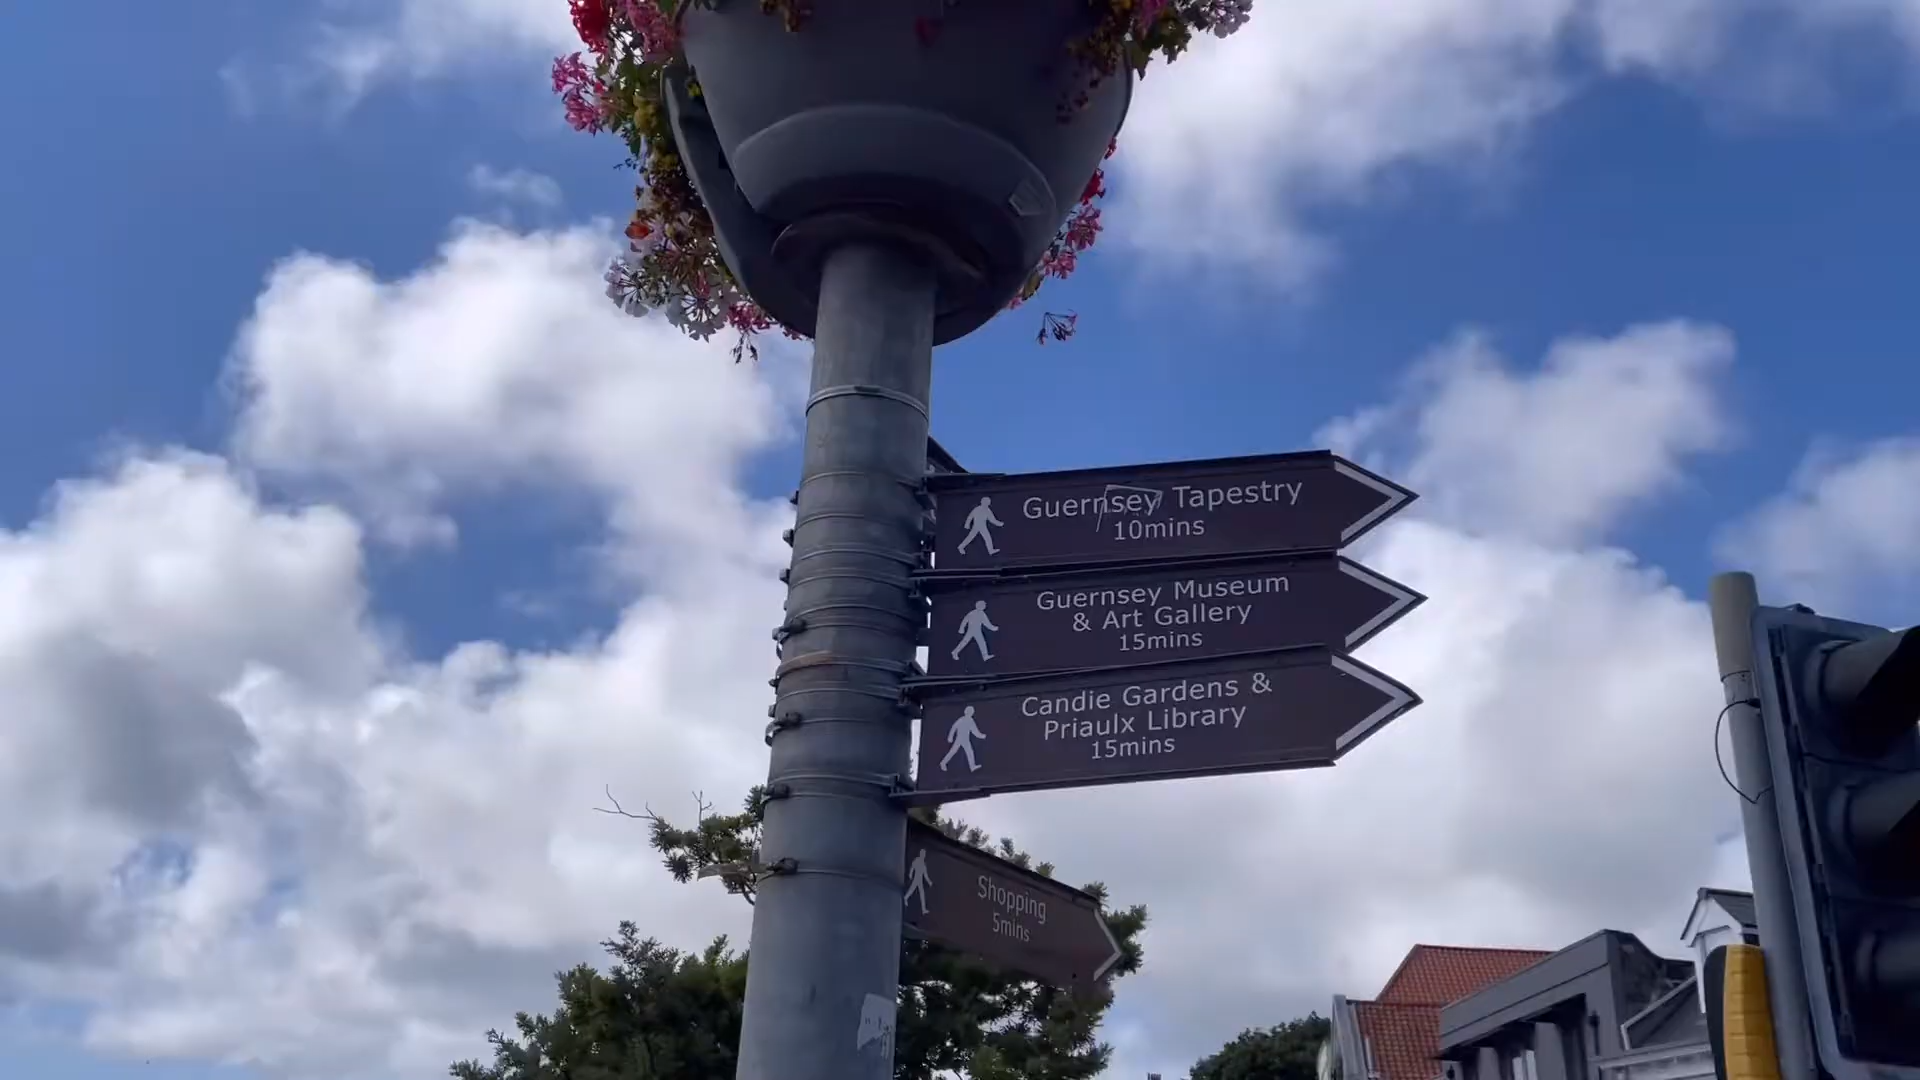 Guernsey Tapestry
10mins
Guernsey Museum
& Art Gallery
15mins
Candie Gardens &
Priaulx Library
15mins
Shopping
5mins